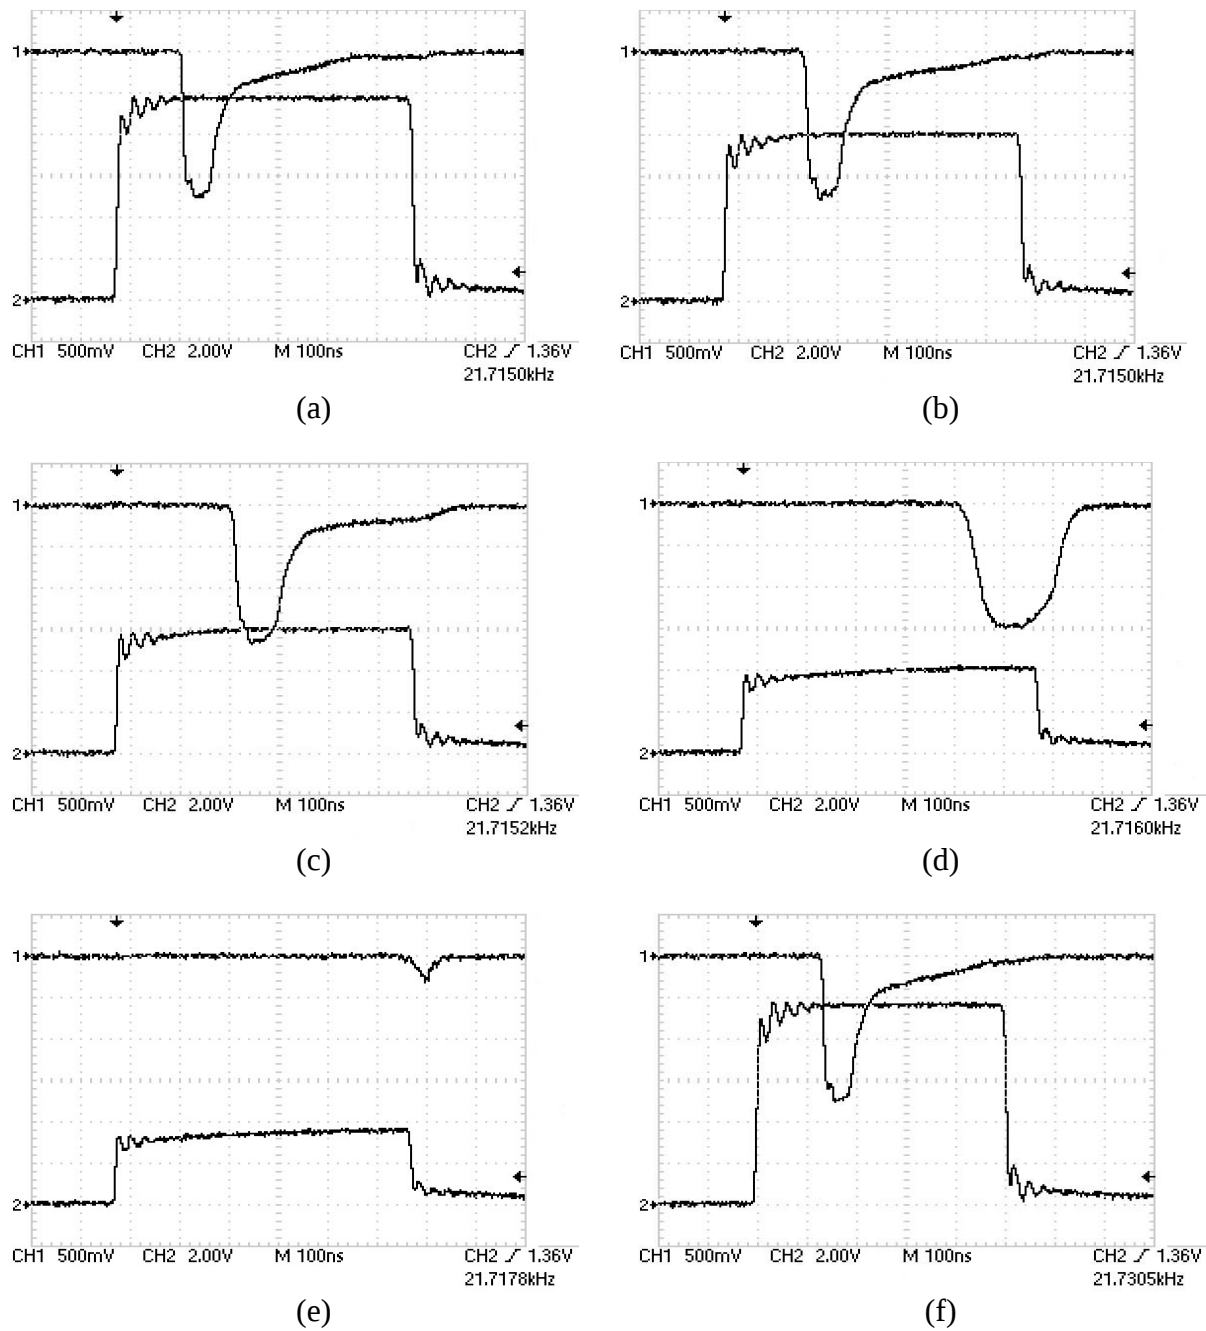 1 1
2 2
CH1 500mV CH2 2.00V M 100ns CH2 / 1.36V CH1 500mV CH2 2.00V M 100ns CH2 / 1.36V
21.7150kHz 21.7150kHz
(a) (b)
1 1
2 2
CH1 500mV CH2 2.00V M 100ns CH2 / 1.36V CH1 500mV CH2 2.00V M 100ns CH2 / 1.36V
21.7152kHz 21.7160kHz
(c) (d)
1 1
2 2
CH1 500mV CH2 2.00V M 100ns CH2 / 1.36V CH1 500mV CH2 2.00V M 100ns CH2 / 1.36V
21.7178kHz 21.7305kHz
(e) (f)